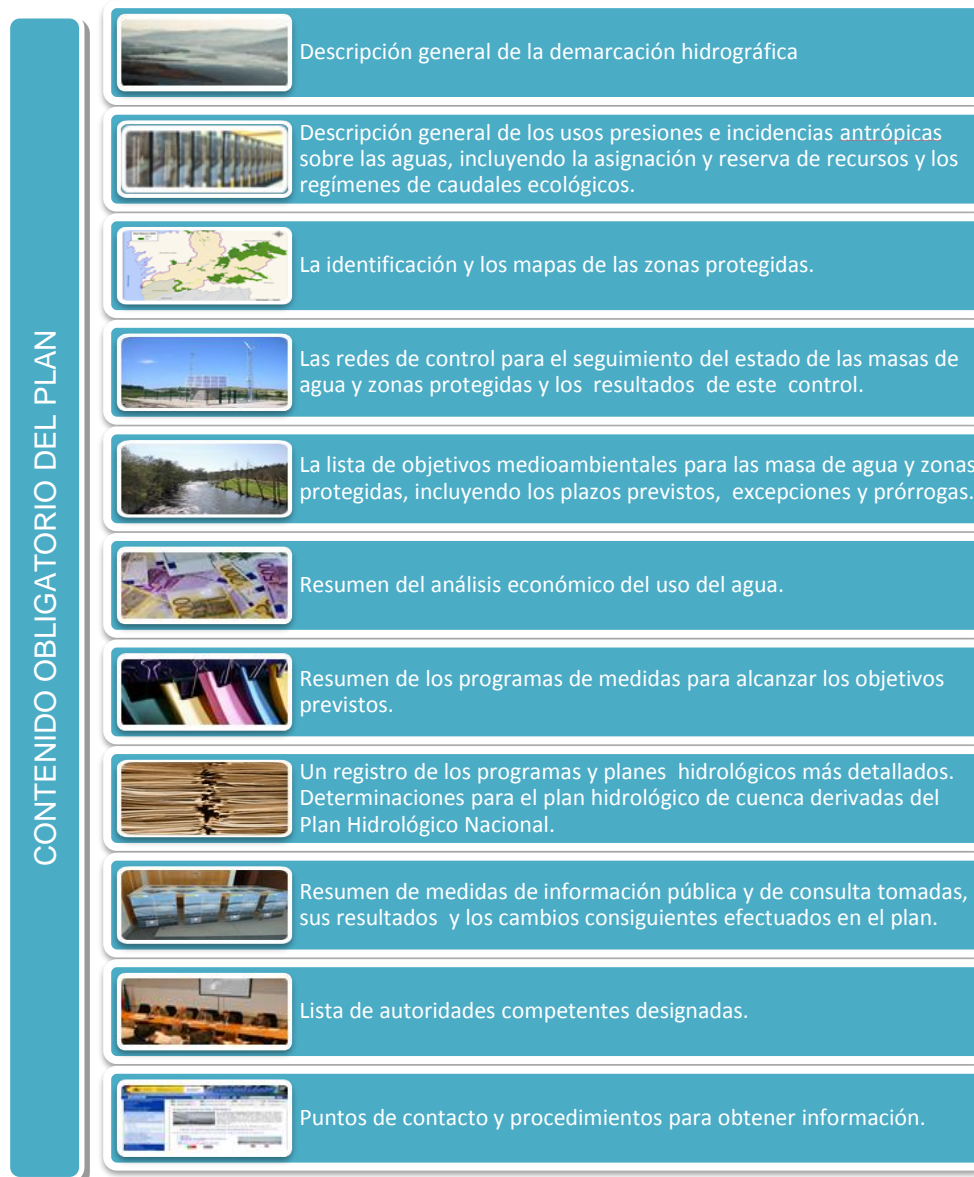 CONTENIDO OBLIGATORIO DEL PLAN
Descripción general de la demarcación hidrográfica
Descripción general de los usos presiones e incidencias antrópicas
sobre las aguas, incluyendo la asignación y reserva de recursos y los
regímenes de caudales ecológicos.
La identificación y los mapas de las zonas protegidas.
Las redes de control para el seguimiento del estado de las masas de
agua y zonas protegidas y los resultados de este control.
La lista de objetivos medioambientales para las masa de agua y zonas
protegidas, incluyendo los plazos previstos, excepciones y prórrogas.
Resumen del análisis económico del uso del agua.
Resumen de los programas de medidas para alcanzar los objetivos
previstos.
Un registro de los programas y planes hidrológicos más detallados.
Determinaciones para el plan hidrológico de cuenca derivadas del
Plan Hidrológico Nacional.
Resumen de medidas de información pública y de consulta tomadas,
sus resultados y los cambios consiguientes efectuados en el plan.
Lista de autoridades competentes designadas.
Puntos de contacto y procedimientos para obtener información.